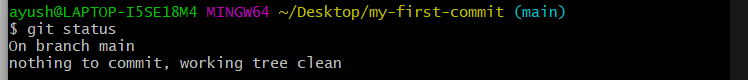 ayush@LAPTOP-I5SE18M4 MINGW64 ~/Desktop/my-first-commit (main)
$ git status
On branch main
nothing to commit, working tree clean